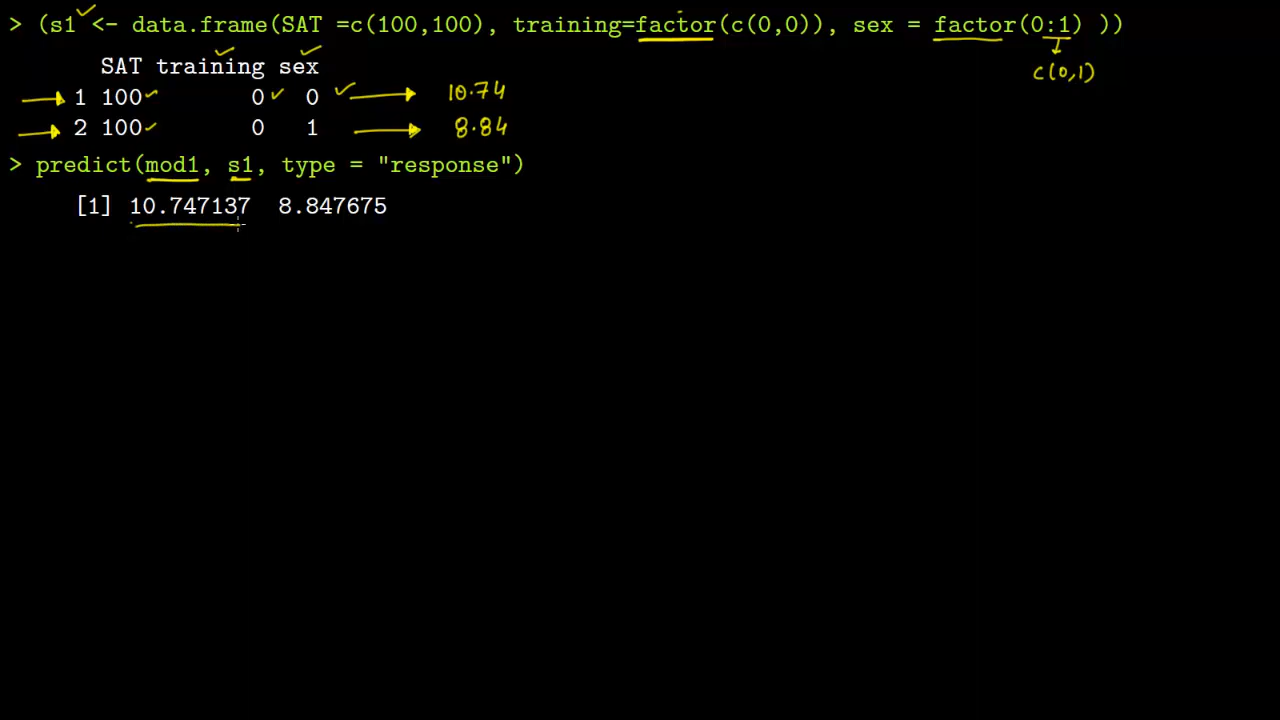 > (s1 <- data.frame(SAT =c(100,100), training=factor(c(0,0)), sex = factor(0:1) ))
c(0,1)
SAT training sex
1 100 0 0 10.74
2 100 0 1 8.84
> predict(mod1, s1, type = "response")
[1] 10.747137 8.847675